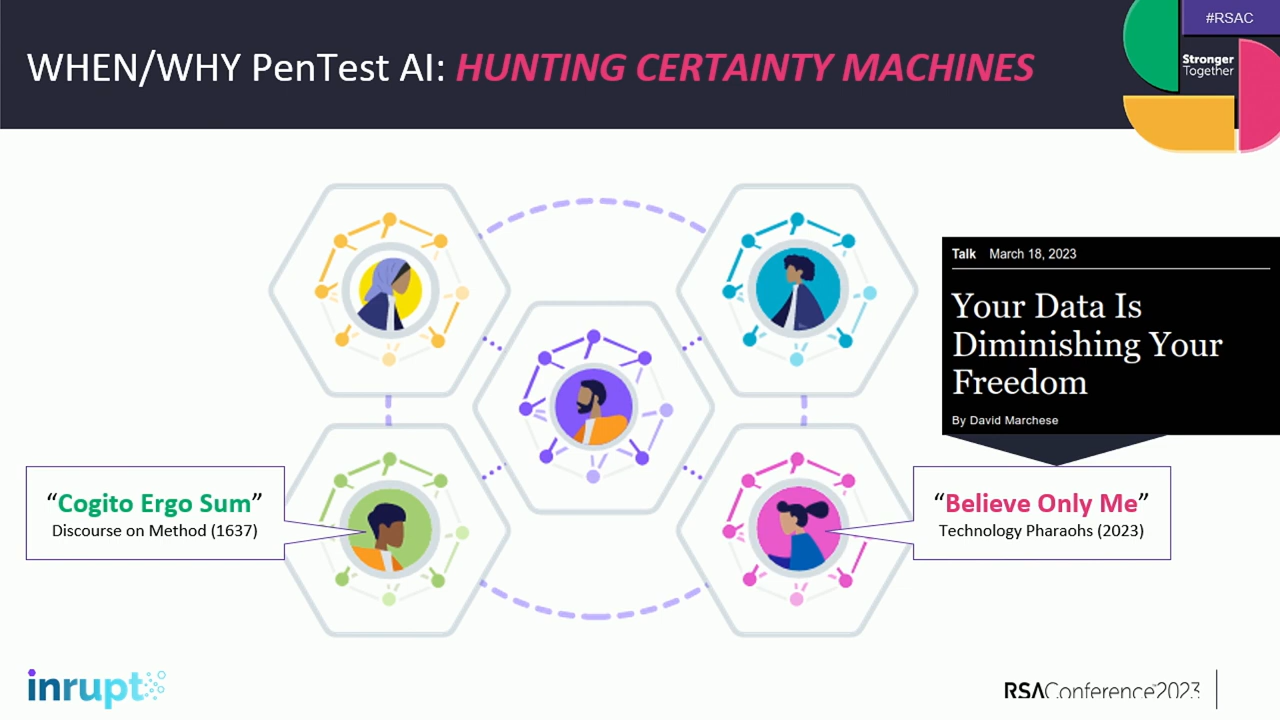 #RSAC
WHEN/WHY PenTest AI: HUNTING CERTAINTY MACHINES
Stronger
Together
Talk March 18, 2023
Your Data Is
Diminishing Your
Freedom
By David Marchese
“Cogito Ergo Sum”
Discourse on Method (1637)
“Believe Only Me”
Technology Pharaohs (2023)
inrupt
RSAConference™2023